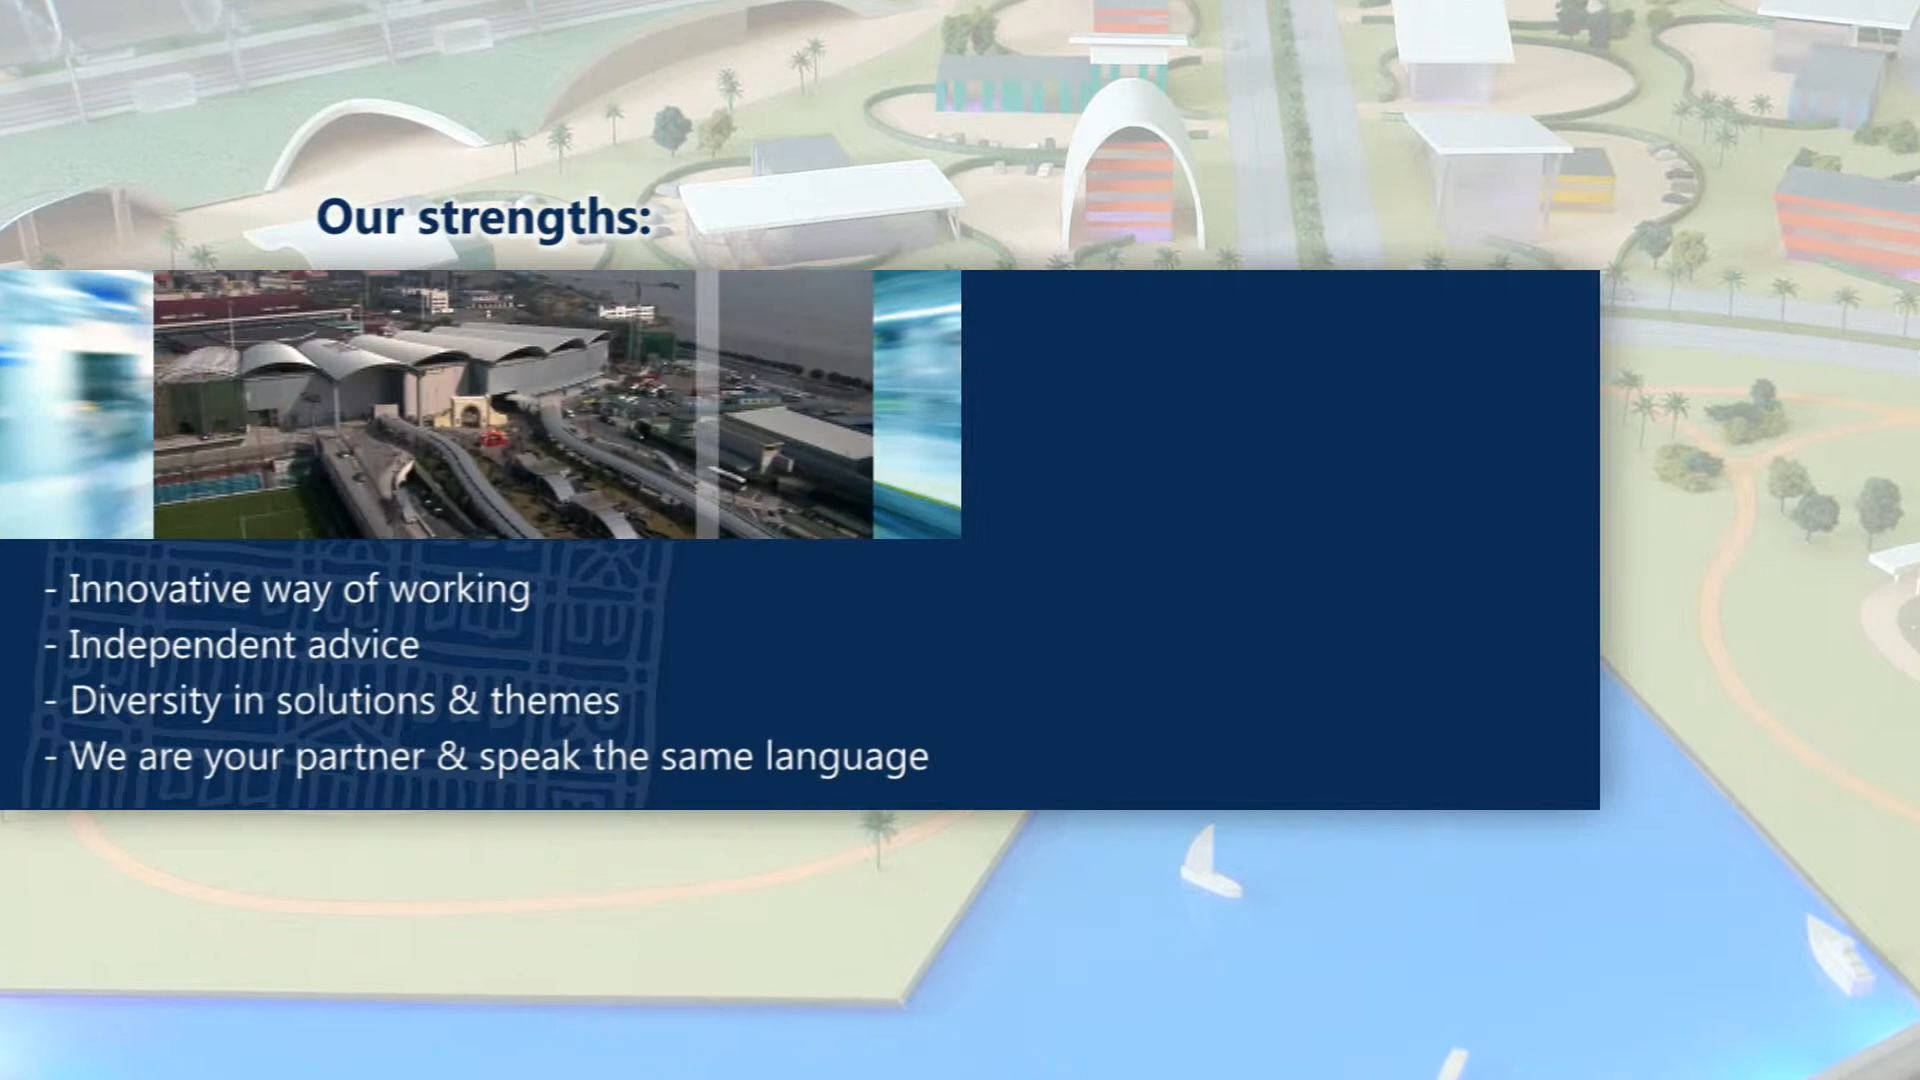 Our strengths:
- Innovative way of working
- Independent advice
- Diversity in solutions & themes
- We are your partner & speak the same language